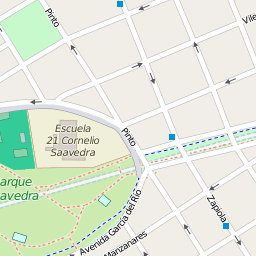 Pinto
Vile
Escuela
21 Cornelio
Saavedra
Pinto
arque
avedra
Avenida García del Río
Zapiola
Manzanares